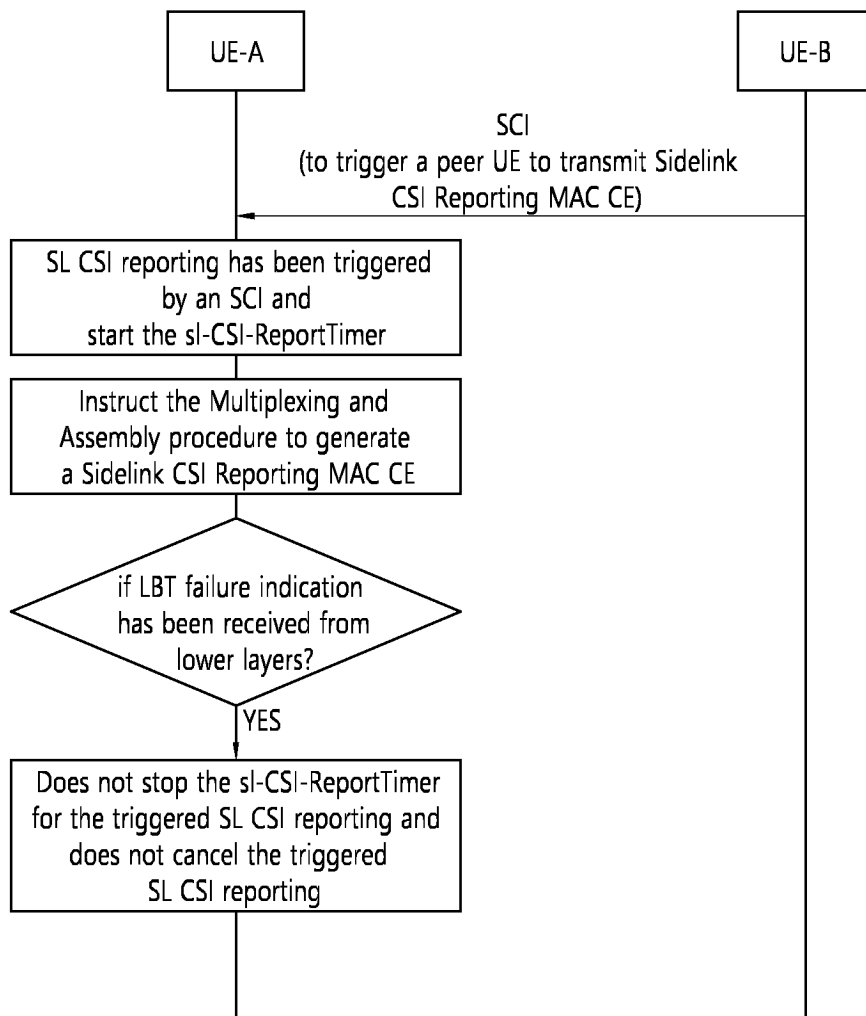 UE-A
UE-B
SCI
(to trigger a peer UE to transmit Sidelink
CSI Reporting MAC CE)
SL CSI reporting has been triggered
by an SCI and
start the sl-CSI-ReportTimer
Instruct the Multiplexing and
Assembly procedure to generate
a Sidelink CSI Reporting MAC CE
if LBT failure indication
has been received from
lower layers?
YES
Does not stop the sl-CSI-ReportTimer
for the triggered SL CSI reporting and
does not cancel the triggered
SL CSI reporting